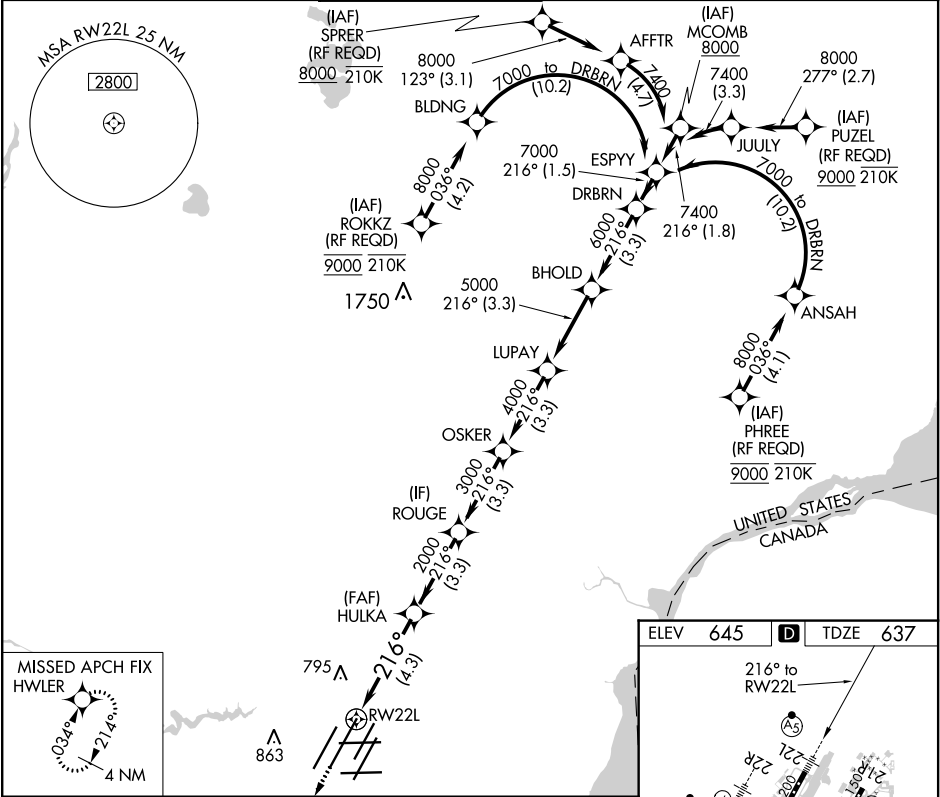 MSA RW22L 25 NM
2800
(IAF)
SPRER
(RF REQD)
8000 210K
8000
123° (3.1)
AFFTR
7400
(4.7)
(IAF)
MCOMB
8000
7400
(3.3)
8000
277° (2.7)
JUULY
(IAF)
PUZEL
(RF REQD)
9000 210K
BLDNG
7000 to DRBRN
(10.2)
8000
036°
(4.2)
(IAF)
ROKKZ
(RF REQD)
9000 210K
1750
ESPYY
7000
216° (1.5)
DRBRN
7400
216° (1.8)
7000 to DRBRN
(10.2)
ANSAH
8000
036°
(4.1)
(IAF)
PHREE
(RF REQD)
9000 210K
6000
216°
(3.3)
BHOLD
5000
216° (3.3)
LUPAY
4000
216°
(3.3)
OSKER
3000
216°
(3.3)
(IF)
ROUGE
2000
216°
(3.3)
(FAF)
HULKA
216°
(4.3)
795
863
RW22L
UNITED STATES
CANADA
MISSED APCH FIX
HWLER
034°
214°
4 NM
ELEV 645 D TDZE 637
216° to
RW22L
A5
22R
22L